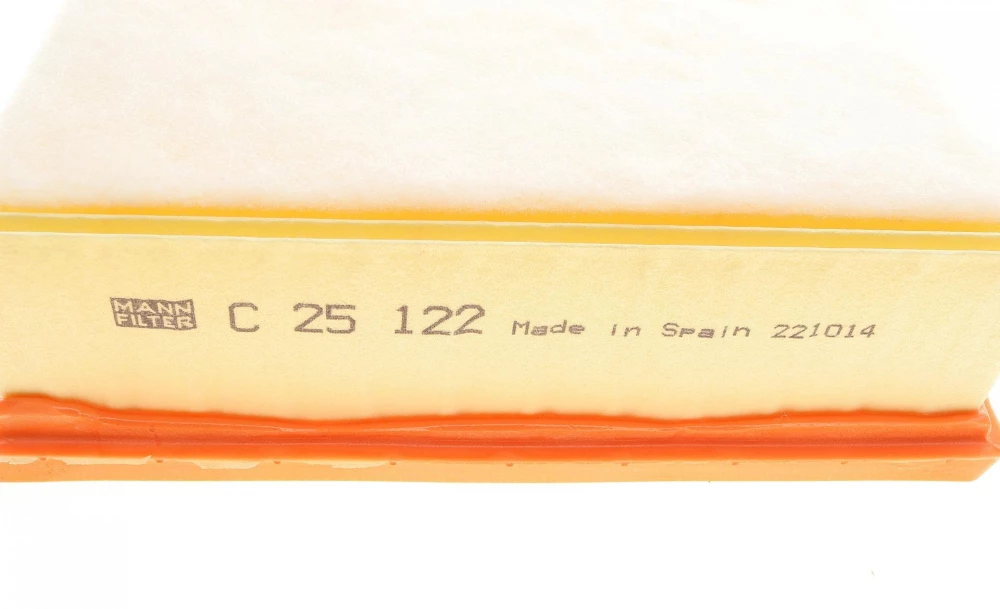 MANN
FILTER
C 25 122 Made in Spain 221014